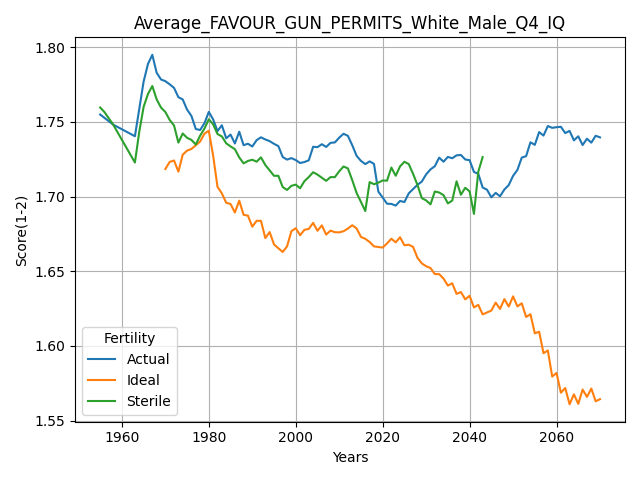 Average_FAVOUR_GUN_PERMITS_White_Male_Q4_IQ
1.80
1.75
1.70
1.65
1.60
1.55
Score(1-2)
Fertility
Actual
Ideal
Sterile
1960
1980
2000
2020
2040
2060
Years